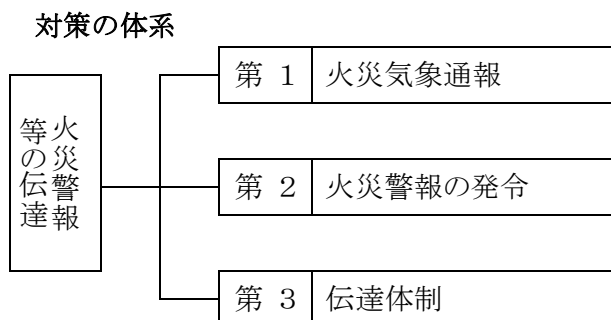 対策の体系
火災警報
等の伝達
第 1 火災気象通報
第 2 火災警報の発令
第 3 伝達体制